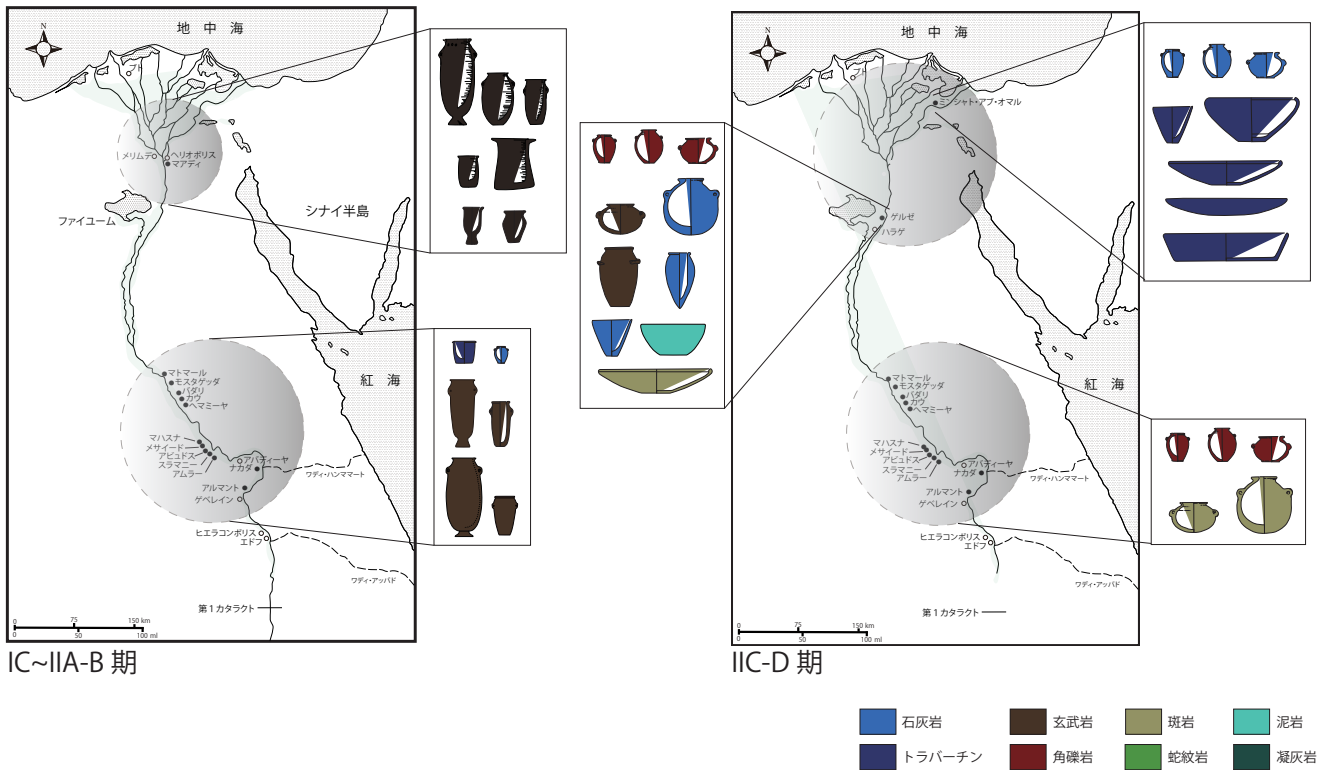 N
地中海
ブト
メリムデ
ヘリオポリス
マアディ
ファイユーム
シナイ半島
紅海
マトマール
モスタゲッダ
バダリ
カウ
ヘマミーヤ
マハスナ
メサイード
アビュドス
スラマニー
アムラー
アバディーヤ
ナカダ
ワディ・ハンママート
アルマント
ゲベレイン
ヒエラコンポリス
エドフ
ワディ・アッバド
第1カタラクト
0 75 150 km
0 50 100 ml
IC~IIA-B 期
N
地中海
ブト
ミンシャト・アブ・オマル
ゲルゼ
ハラゲ
紅海
マトマール
モスタゲッダ
バダリ
カウ
ヘマミーヤ
マハスナ
メサイード
アビュドス
スラマニー
アムラー
アバディーヤ
ナカダ
ワディ・ハンママート
アルマント
ゲベレイン
ヒエラコンポリス
エドフ
ワディ・アッバド
第1カタラクト
0 75 150 km
0 50 100 ml
IIC-D 期
石灰岩 玄武岩 斑岩 泥岩
トラバーチン 角礫岩 蛇紋岩 凝灰岩